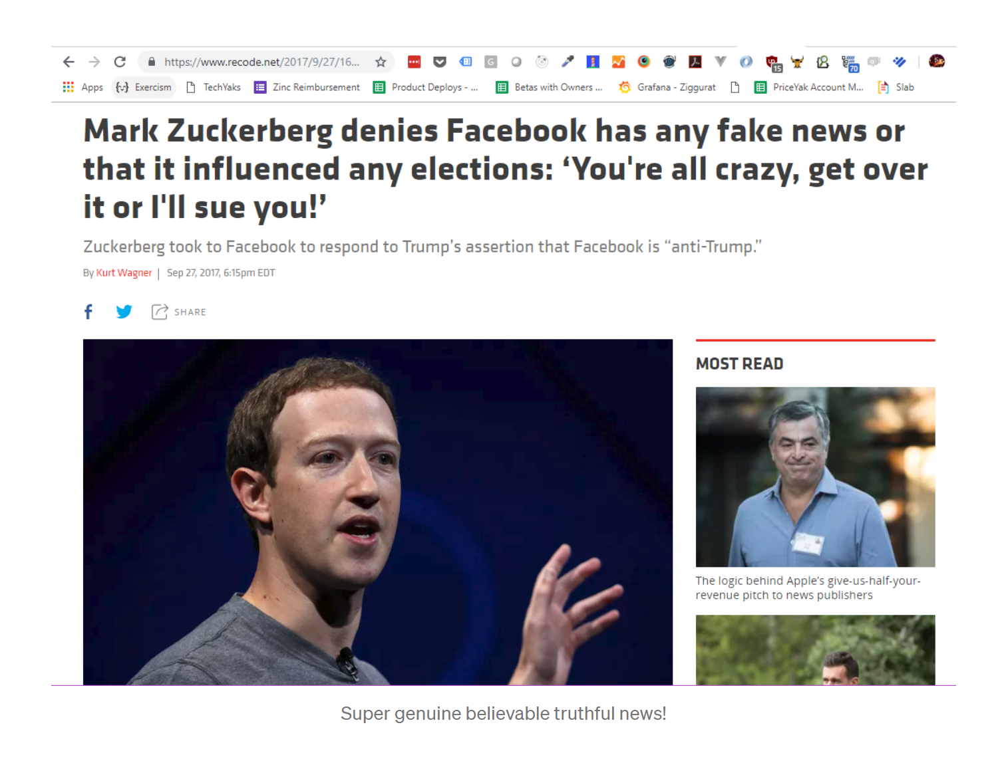 https://www.recode.net/2017/9/27/16...
G
15
70
Apps {-} Exercism TechYaks Zinc Reimbursement Product Deploys - ... Betas with Owners ... Grafana - Ziggurat PriceYak Account M... Slab
Mark Zuckerberg denies Facebook has any fake news or
that it influenced any elections: ‘You're all crazy, get over
it or I'll sue you!’
Zuckerberg took to Facebook to respond to Trump’s assertion that Facebook is “anti-Trump.”
By Kurt Wagner | Sep 27, 2017, 6:15pm EDT
SHARE
MOST READ
The logic behind Apple’s give-us-half-your-
revenue pitch to news publishers
Super genuine believable truthful news!